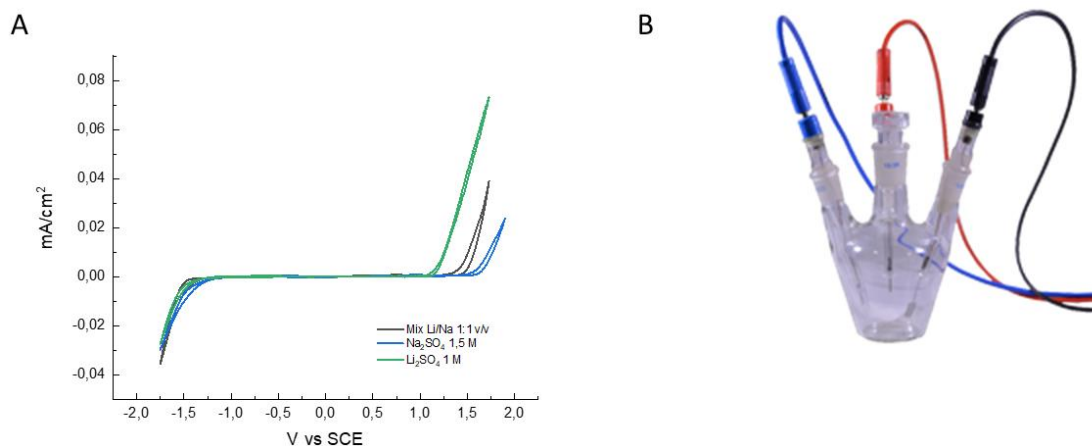 A
B
mA/cm²
0,08
0,06
0,04
0,02
0,00
-0,02
-0,04
Mix Li/Na 1:1 v/v
Na₂SO₄ 1,5 M
Li₂SO₄ 1 M
-2,0 -1,5 -1,0 -0,5 0,0 0,5 1,0 1,5 2,0
V vs SCE